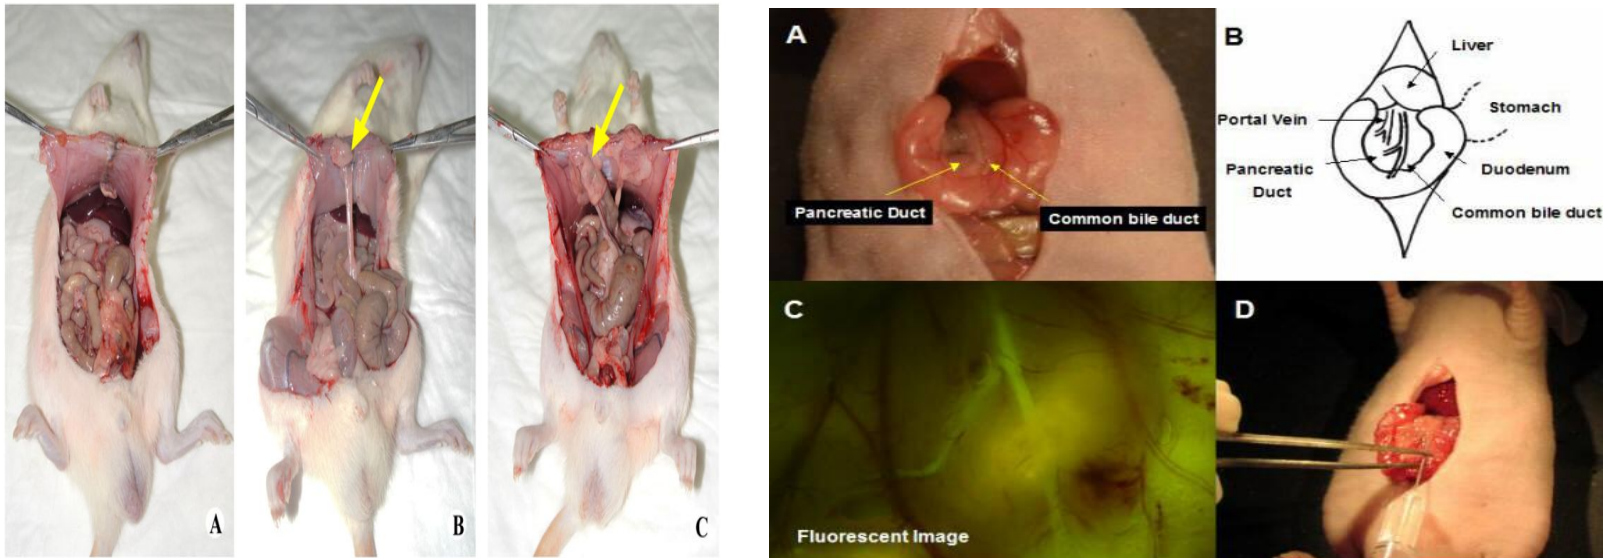 A
B
C
A
Pancreatic Duct
Common bile duct
B
Liver
Stomach
Portal Vein
Pancreatic
Duct
Duodenum
Common bile duct
C
Fluorescent Image
D